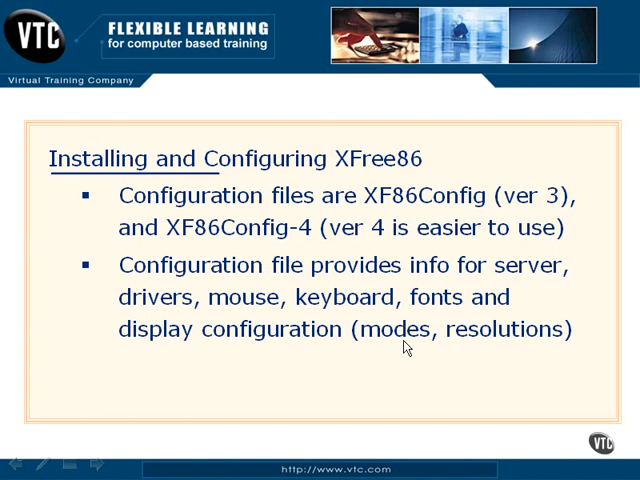 VTC
FLEXIBLE LEARNING
for computer based training
Virtual Training Company
Installing and Configuring XFree86
▪ Configuration files are XF86Config (ver 3),
and XF86Config-4 (ver 4 is easier to use)
▪ Configuration file provides info for server,
drivers, mouse, keyboard, fonts and
display configuration (modes, resolutions)
VTC
http://www.vtc.com